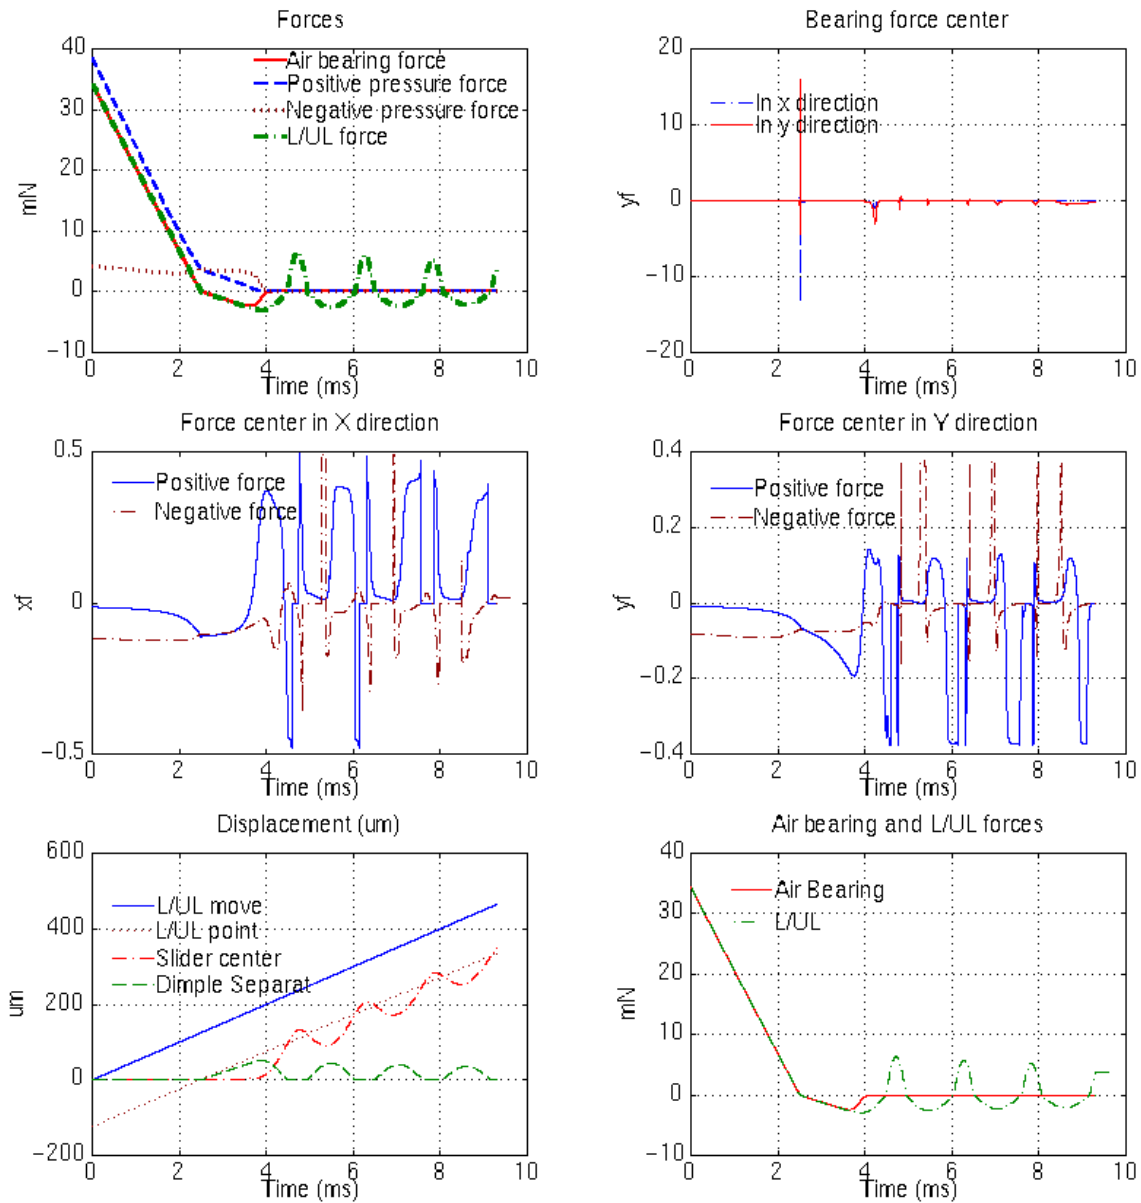 Forces
40
30
20
10
0
−10
mN
Air bearing force
Positive pressure force
Negative pressure force
L/UL force
0 2 4 6 8 10
Time (ms)
Bearing force center
20
10
0
−10
−20
yf
In x direction
In y direction
0 2 4 6 8 10
Time (ms)
Force center in X direction
0.5
0
−0.5
xf
Positive force
Negative force
0 2 4 6 8 10
Time (ms)
Force center in Y direction
0.4
0.2
0
−0.2
−0.4
yf
Positive force
Negative force
0 2 4 6 8 10
Time (ms)
Displacement (um)
600
400
200
0
−200
um
L/UL move
L/UL point
Slider center
Dimple Separat
0 2 4 6 8 10
Time (ms)
Air bearing and L/UL forces
40
30
20
10
0
−10
mN
Air Bearing
L/UL
0 2 4 6 8 10
Time (ms)